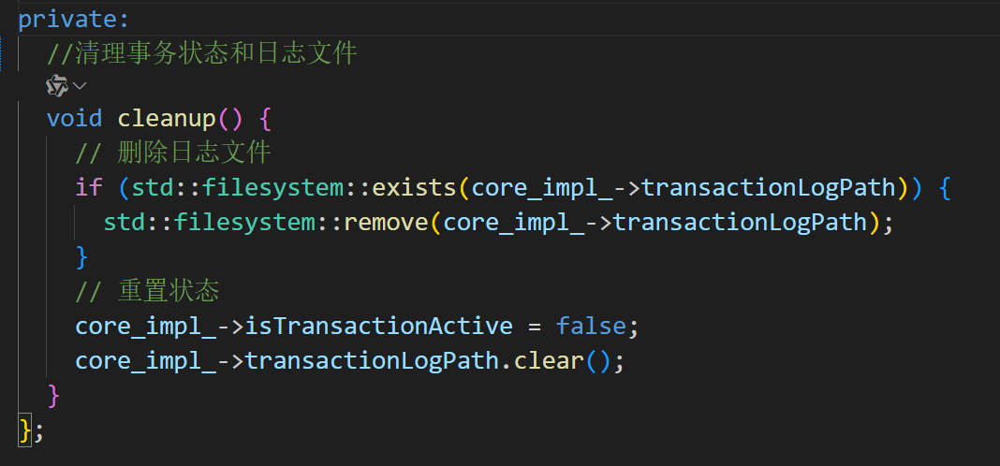 private:
//清理事务状态和日志文件
void cleanup() {
// 删除日志文件
if (std::filesystem::exists(core_impl_->transactionLogPath)) {
std::filesystem::remove(core_impl_->transactionLogPath);
}
// 重置状态
core_impl_->isTransactionActive = false;
core_impl_->transactionLogPath.clear();
}
};